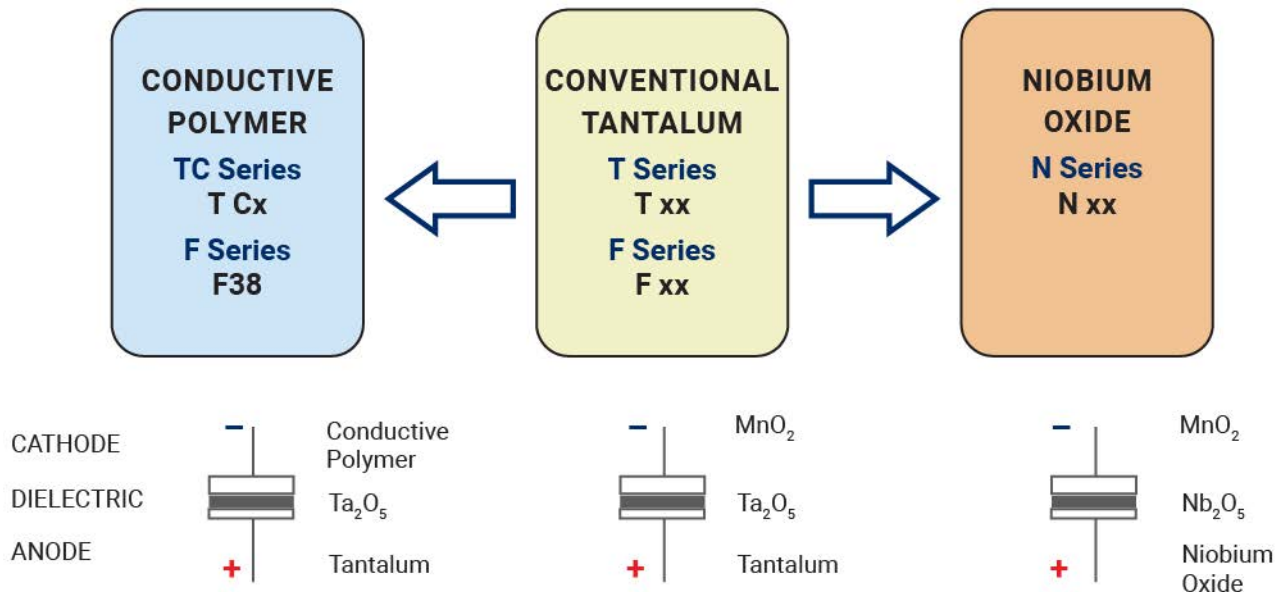 CONDUCTIVE
POLYMER
TC Series
T Cx
F Series
F38
CONVENTIONAL
TANTALUM
T Series
T xx
F Series
F xx
NIOBIUM
OXIDE
N Series
N xx
CATHODE
DIELECTRIC
ANODE
−
+
Conductive
Polymer
Ta₂O₅
Tantalum
−
+
MnO₂
Ta₂O₅
Tantalum
−
+
MnO₂
Nb₂O₅
Niobium
Oxide